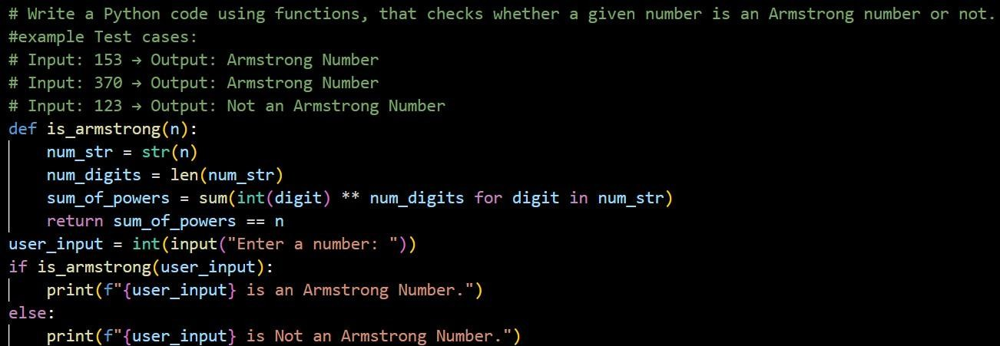 # Write a Python code using functions, that checks whether a given number is an Armstrong number or not.
#example Test cases:
# Input: 153 → Output: Armstrong Number
# Input: 370 → Output: Armstrong Number
# Input: 123 → Output: Not an Armstrong Number
def is_armstrong(n):
    num_str = str(n)
    num_digits = len(num_str)
    sum_of_powers = sum(int(digit) ** num_digits for digit in num_str)
    return sum_of_powers == n
user_input = int(input("Enter a number: "))
if is_armstrong(user_input):
    print(f"{user_input} is an Armstrong Number.")
else:
    print(f"{user_input} is Not an Armstrong Number.")